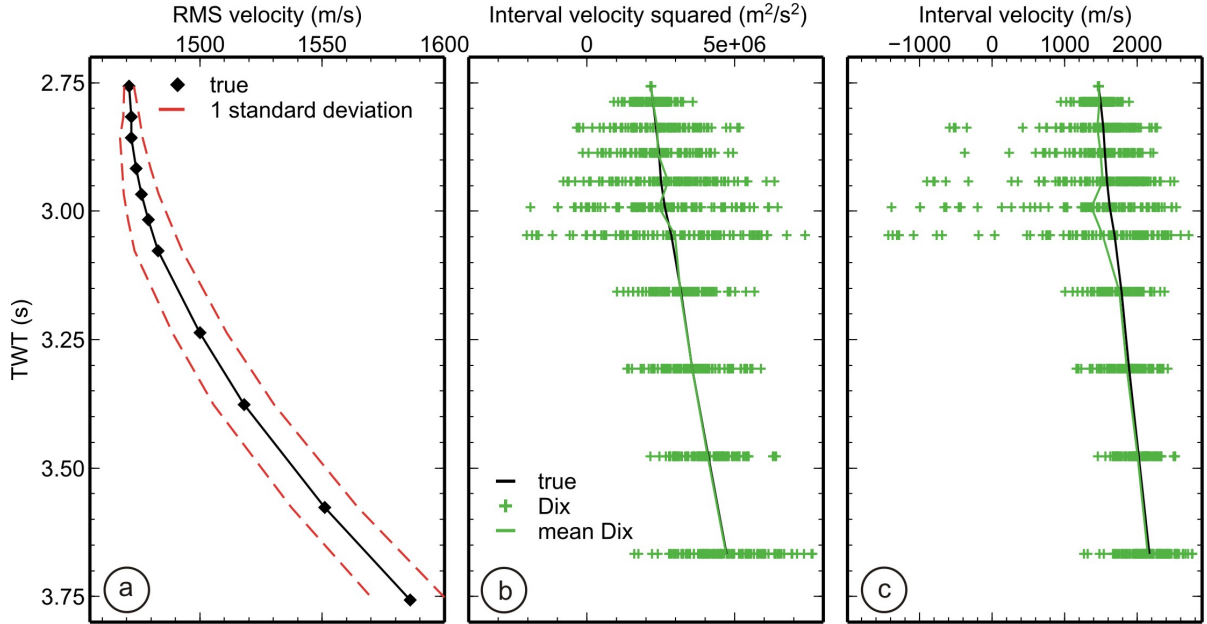 RMS velocity (m/s)
1500 1550 1600
Interval velocity squared (m²/s²)
0 5e+06
Interval velocity (m/s)
−1000 0 1000 2000
TWT (s)
2.75
3.00
3.25
3.50
3.75
true
1 standard deviation
a
true
Dix
mean Dix
b
c